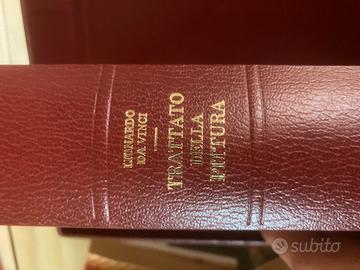 LEONARDO
DA VINCI
TRATTATO
DELLA
PITTURA
subito